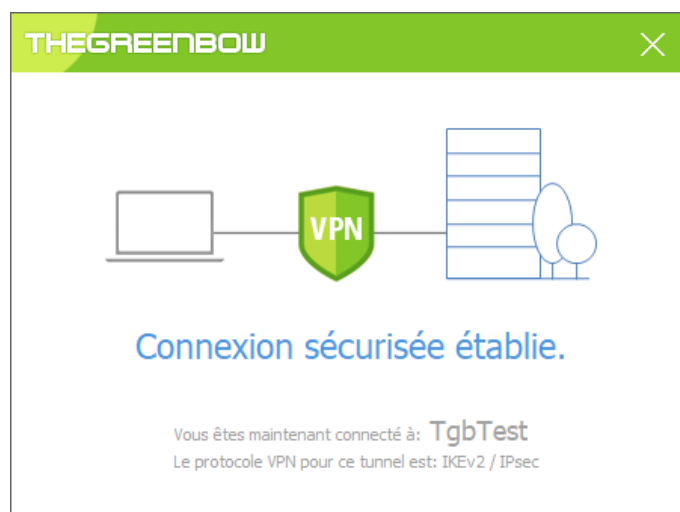 THEGREENBOW
VPN
Connexion sécurisée établie.
Vous êtes maintenant connecté à: TgbTest
Le protocole VPN pour ce tunnel est: IKEv2 / IPsec